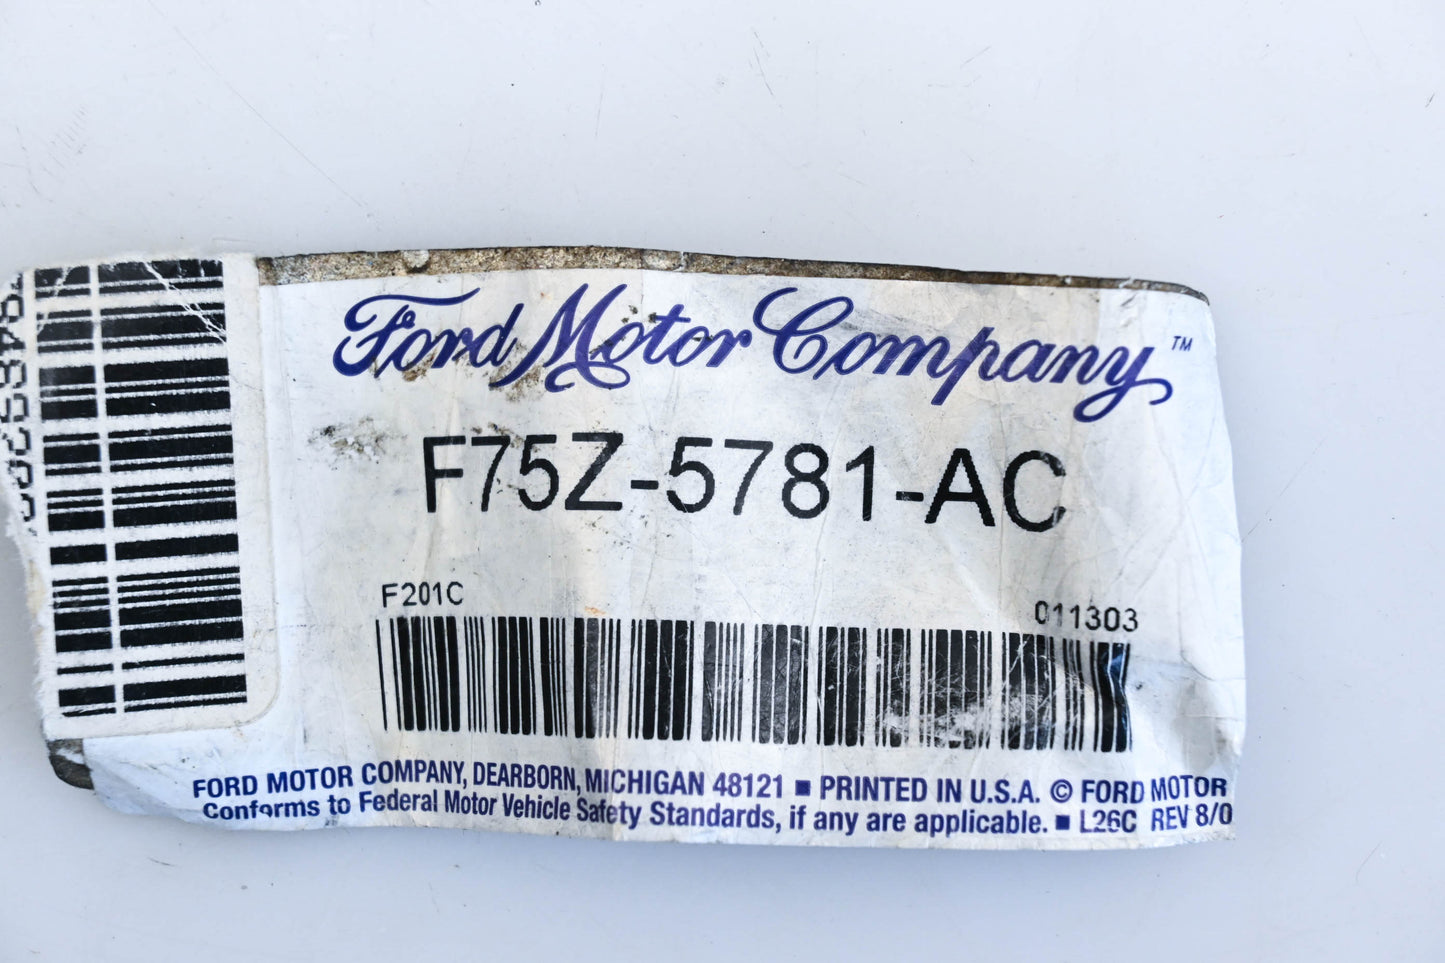 Ford Motor Company™
F75Z-5781-AC
F201C
011303
FORD MOTOR COMPANY, DEARBORN, MICHIGAN 48121 ■ PRINTED IN U.S.A. © FORD MOTOR
Conforms to Federal Motor Vehicle Safety Standards, if any are applicable. ■ L26C REV 8/0